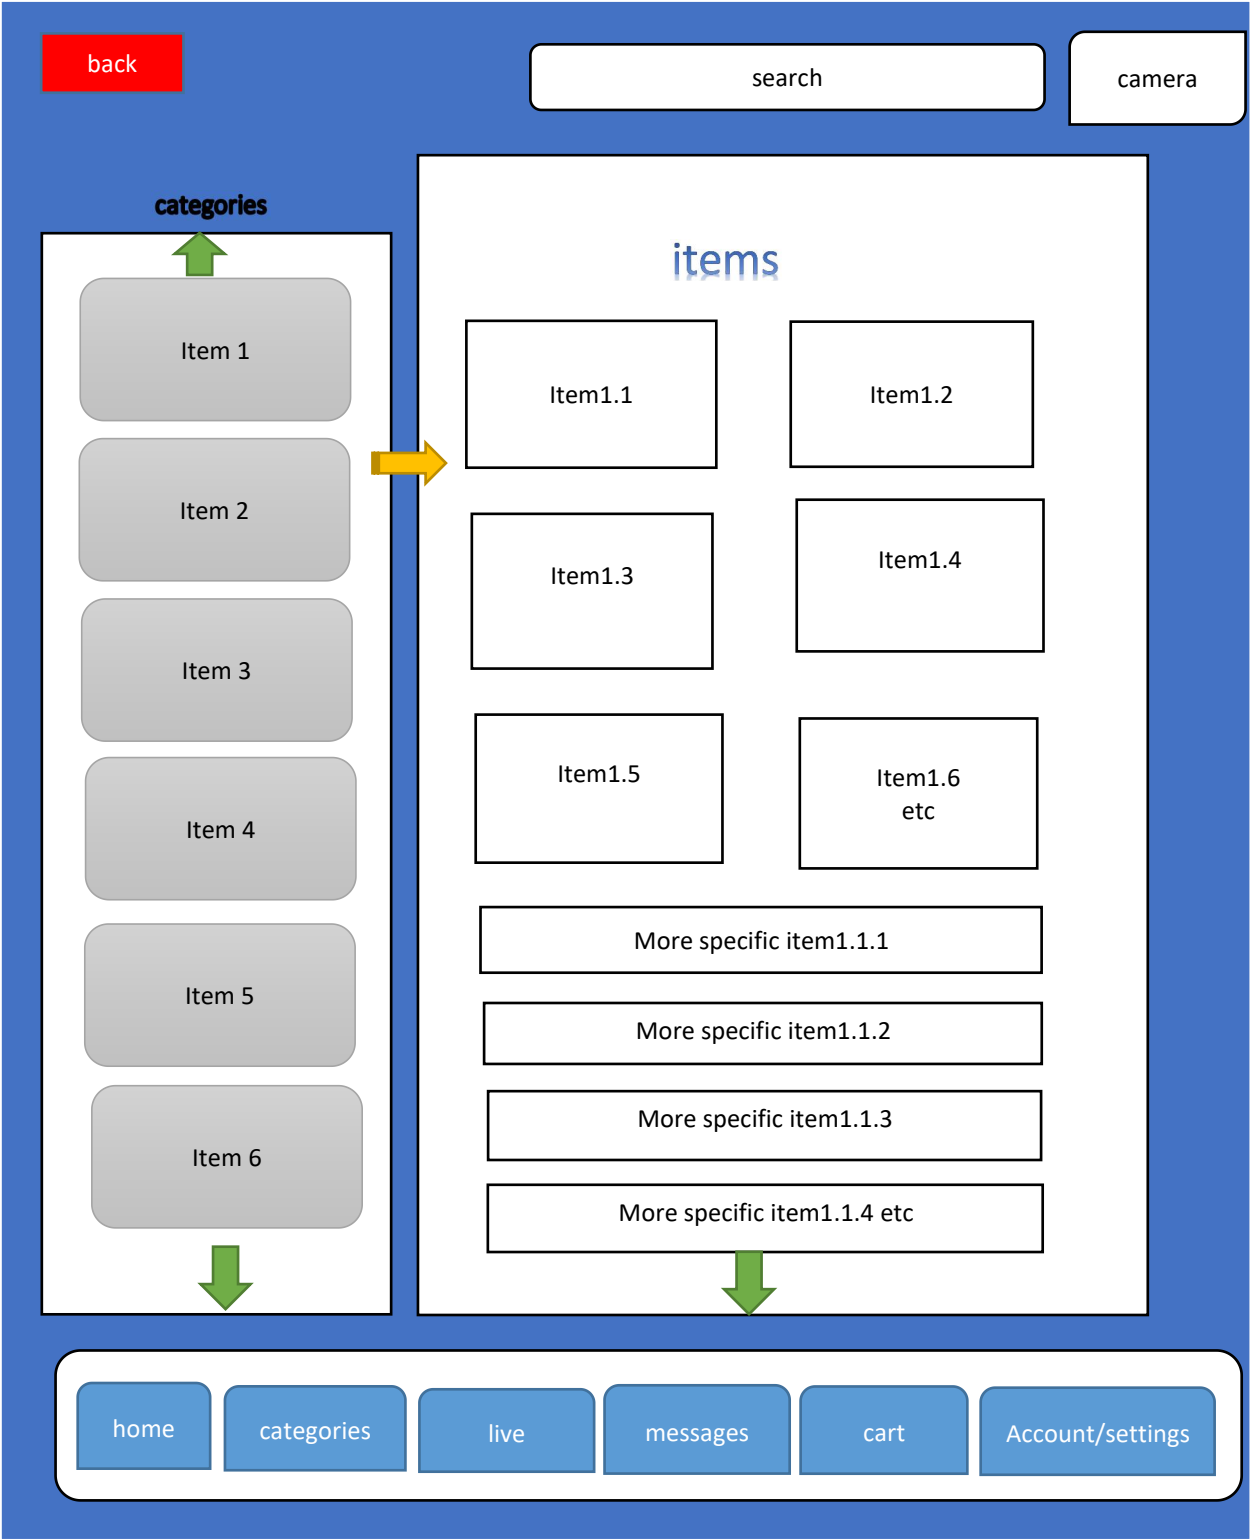 back
search
camera
categories
Item 1
Item 2
Item 3
Item 4
Item 5
Item 6
items
Item1.1
Item1.2
Item1.3
Item1.4
Item1.5
Item1.6
etc
More specific item1.1.1
More specific item1.1.2
More specific item1.1.3
More specific item1.1.4 etc
home
categories
live
messages
cart
Account/settings